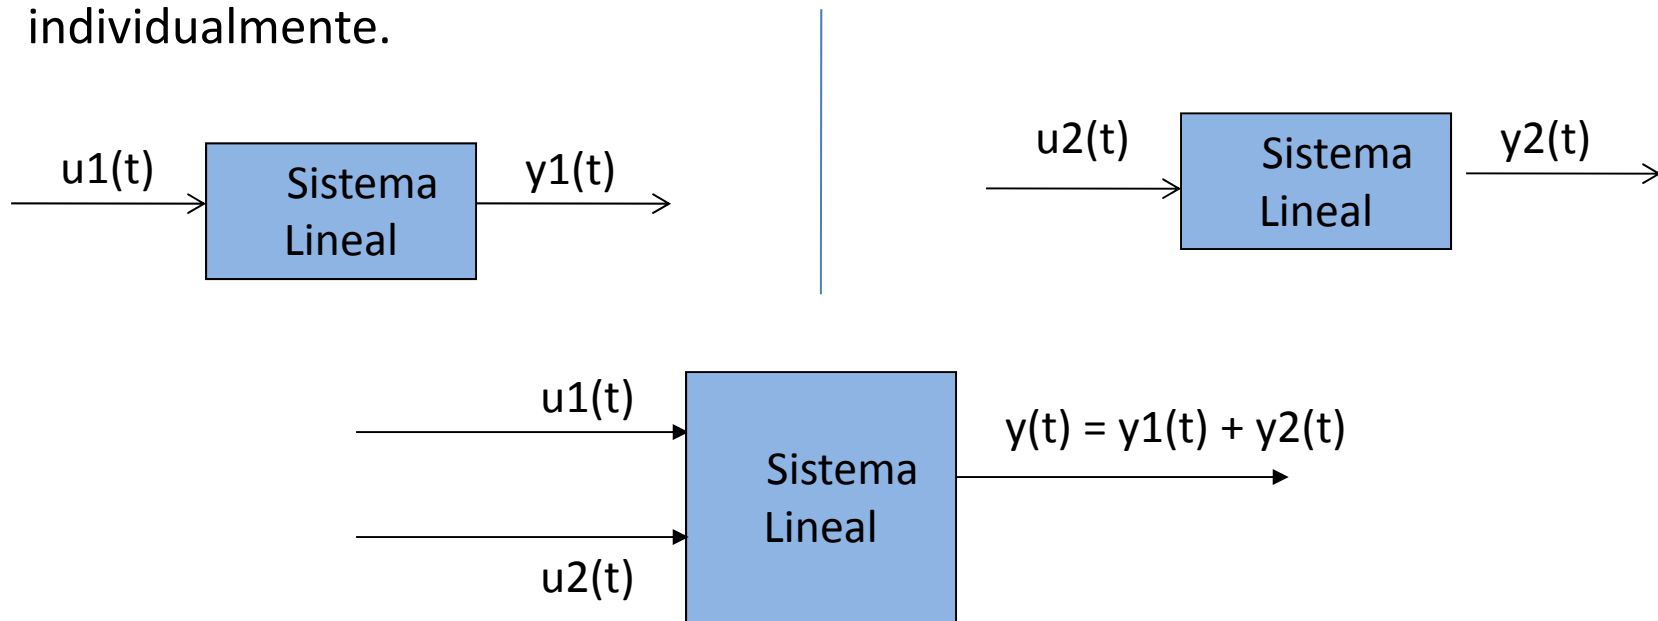 individualmente.
u1(t)
Sistema
Lineal
y1(t)
u2(t)
Sistema
Lineal
y2(t)
u1(t)
u2(t)
Sistema
Lineal
y(t) = y1(t) + y2(t)